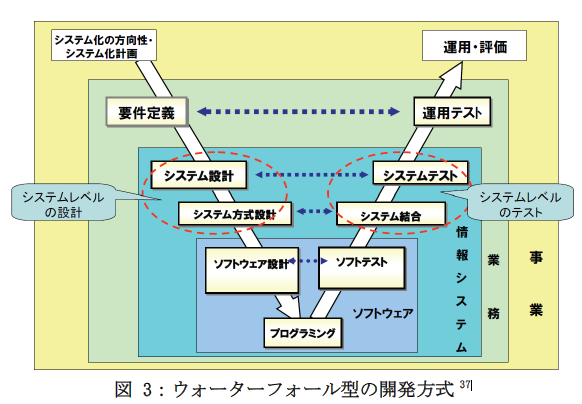 システム化の方向性・
システム化計画
運用・評価
要件定義
運用テスト
システム設計
システムテスト
システムレベル
の設計
システムレベル
のテスト
システム方式設計
システム結合
ソフトウェア設計
ソフトテスト
プログラミング
ソフトウェア
情報システム
業務
事業
図 3：ウォーターフォール型の開発方式 37